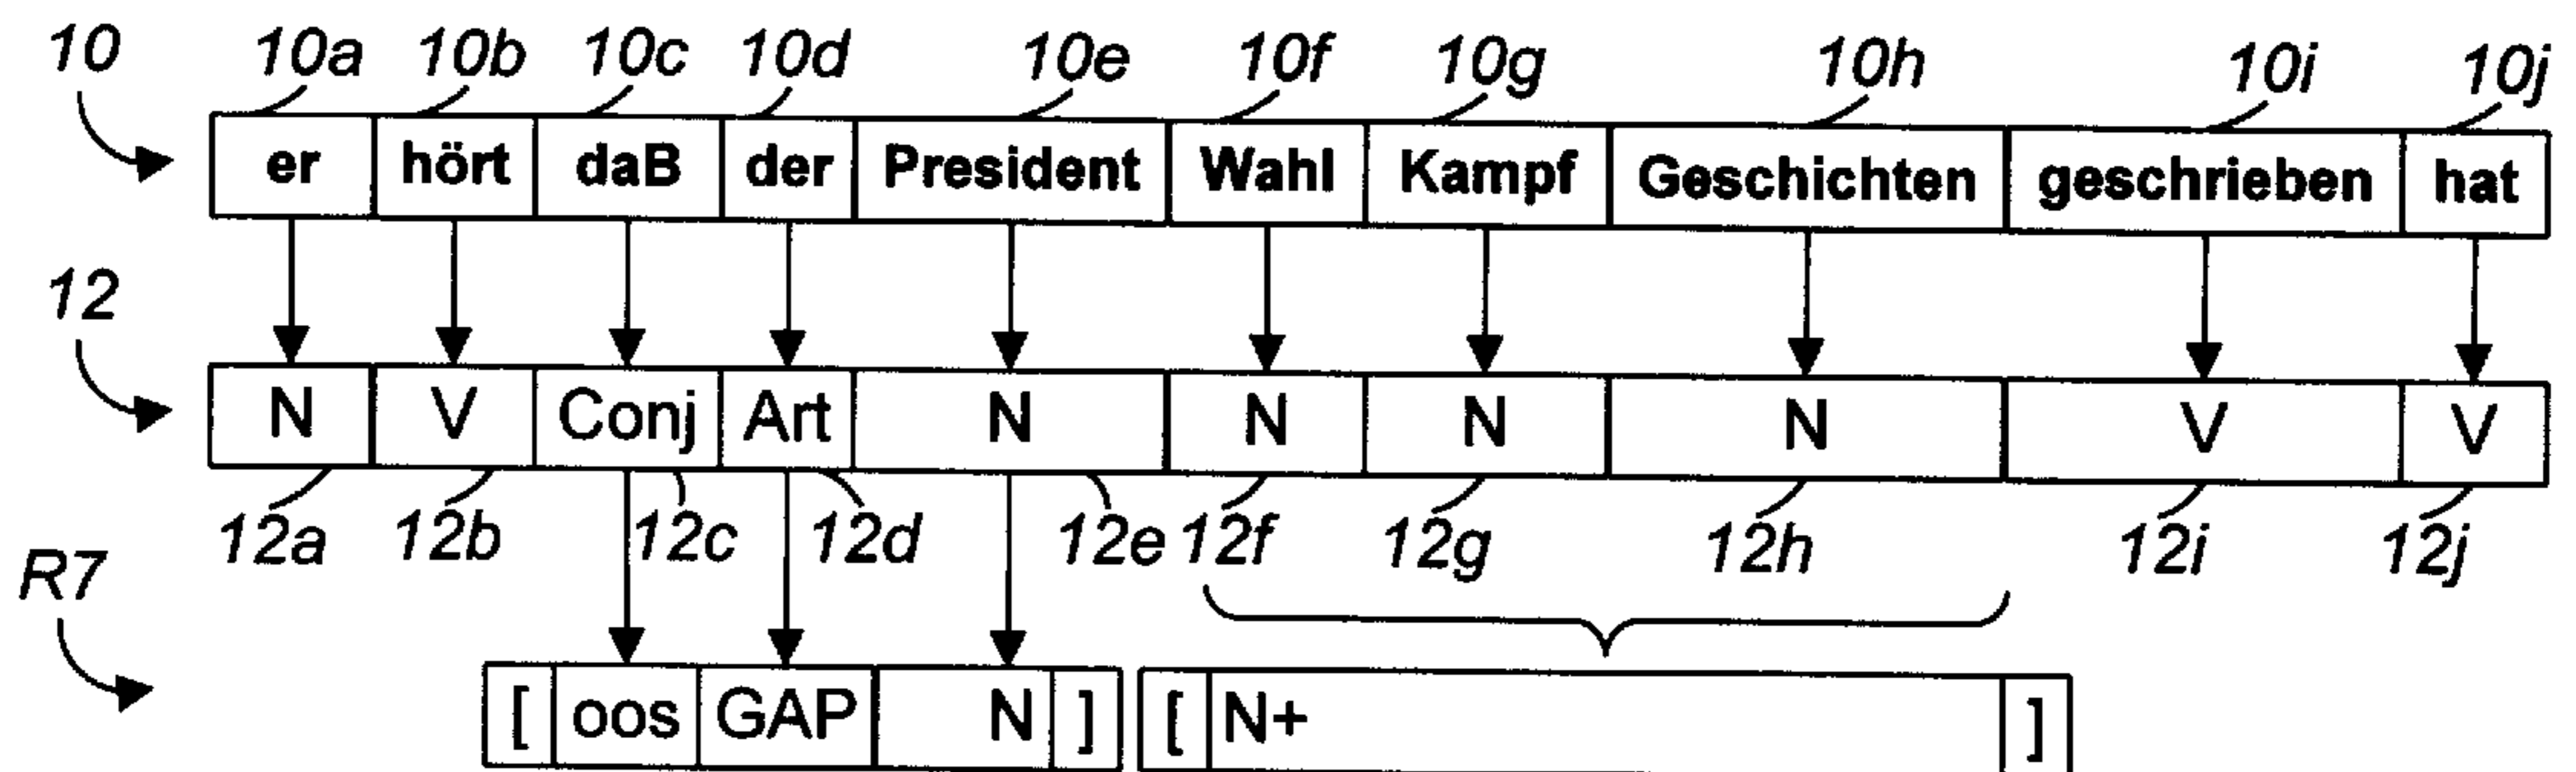 10 10a 10b 10c 10d 10e 10f 10g 10h 10i 10j
er hört daB der President Wahl Kampf Geschichten geschrieben hat
12
N V Conj Art N N N N V V
12a 12b 12c 12d 12e 12f 12g 12h 12i 12j
R7
[ oos GAP N ] [ N+ ]